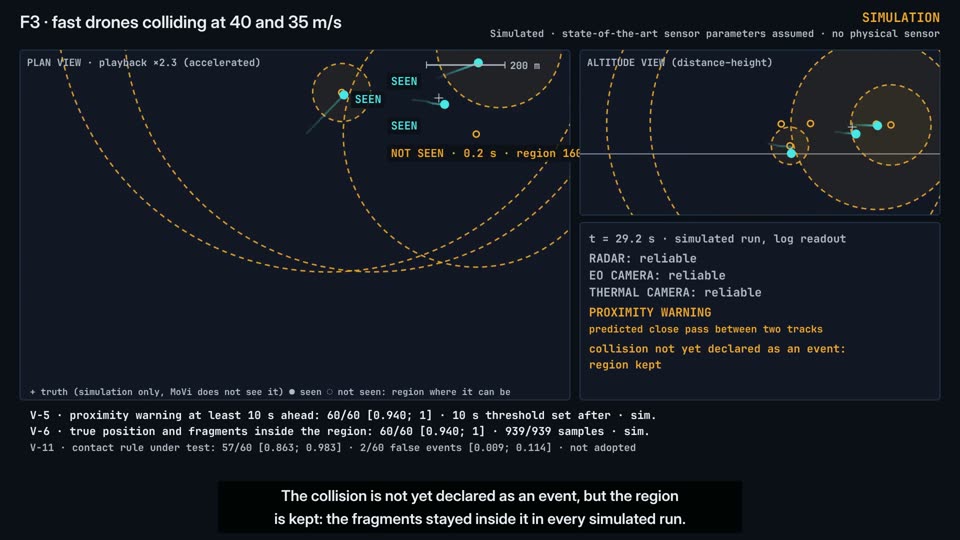 F3 · fast drones colliding at 40 and 35 m/s
SIMULATION
Simulated · state-of-the-art sensor parameters assumed · no physical sensor
PLAN VIEW · playback ×2.3 (accelerated)
200 m
SEEN
SEEN
SEEN
NOT SEEN · 0.2 s · region 160
+ truth (simulation only, MoVi does not see it) ● seen ○ not seen: region where it can be
ALTITUDE VIEW (distance-height)
t = 29.2 s · simulated run, log readout
RADAR: reliable
EO CAMERA: reliable
THERMAL CAMERA: reliable
PROXIMITY WARNING
predicted close pass between two tracks
collision not yet declared as an event:
region kept
V-5 · proximity warning at least 10 s ahead: 60/60 [0.940; 1] · 10 s threshold set after · sim.
V-6 · true position and fragments inside the region: 60/60 [0.940; 1] · 939/939 samples · sim.
V-11 · contact rule under test: 57/60 [0.863; 0.983] · 2/60 false events [0.009; 0.114] · not adopted
The collision is not yet declared as an event, but the region
is kept: the fragments stayed inside it in every simulated run.